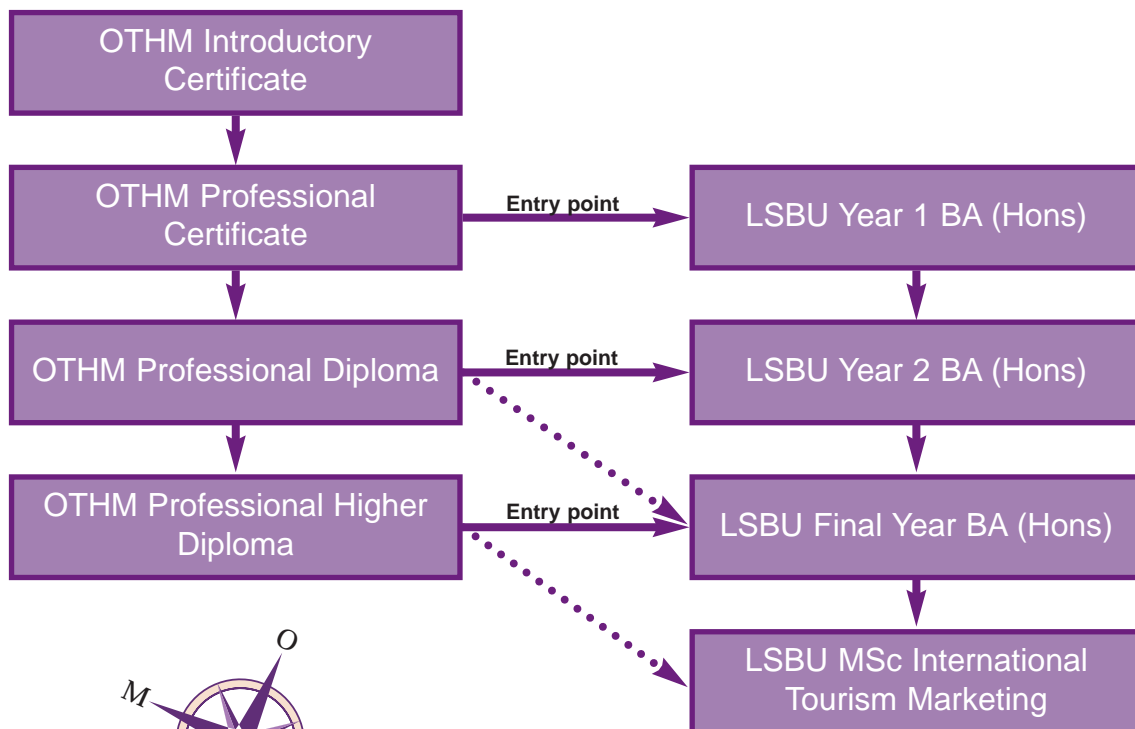 OTHM Introductory
Certificate
OTHM Professional
Certificate
Entry point
LSBU Year 1 BA (Hons)
OTHM Professional Diploma
Entry point
LSBU Year 2 BA (Hons)
OTHM Professional Higher
Diploma
Entry point
LSBU Final Year BA (Hons)
LSBU MSc International
Tourism Marketing
O
M